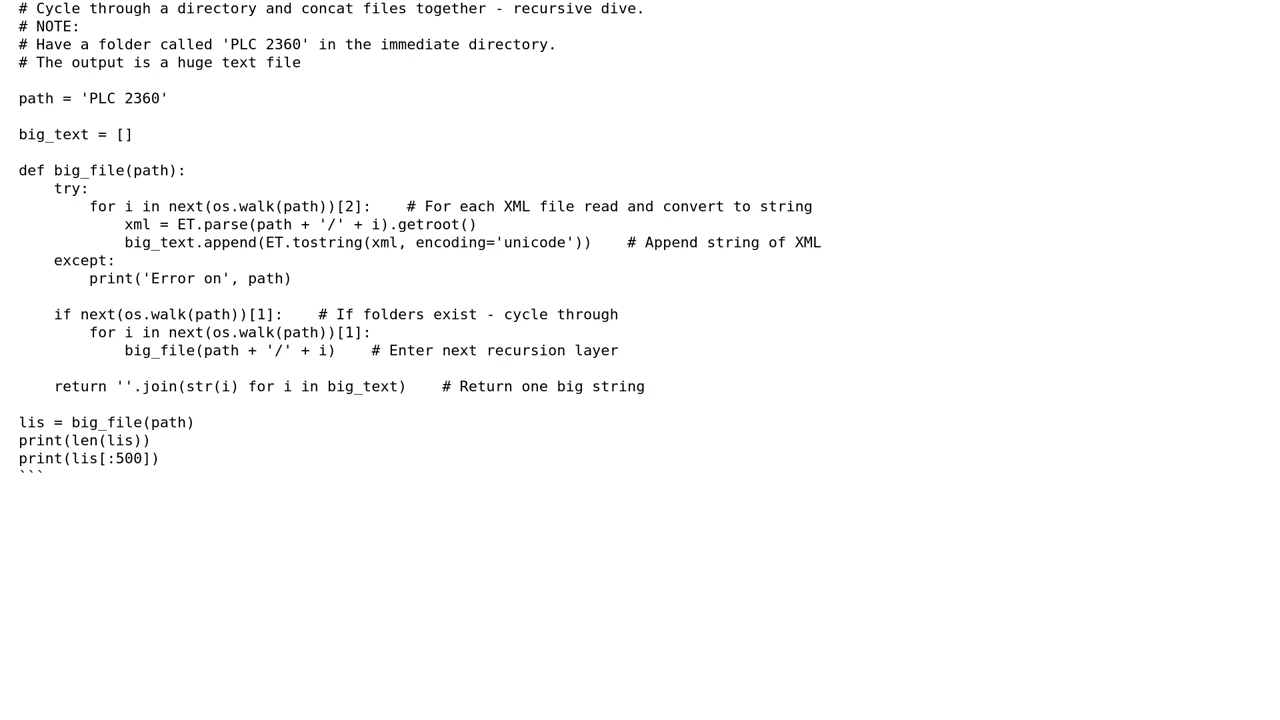 # Cycle through a directory and concat files together - recursive dive.
# NOTE:
# Have a folder called 'PLC 2360' in the immediate directory.
# The output is a huge text file

path = 'PLC 2360'

big_text = []

def big_file(path):
    try:
        for i in next(os.walk(path))[2]:    # For each XML file read and convert to string
            xml = ET.parse(path + '/' + i).getroot()
            big_text.append(ET.tostring(xml, encoding='unicode'))    # Append string of XML
    except:
        print('Error on', path)

    if next(os.walk(path))[1]:    # If folders exist - cycle through
        for i in next(os.walk(path))[1]:
            big_file(path + '/' + i)    # Enter next recursion layer

    return ''.join(str(i) for i in big_text)    # Return one big string

lis = big_file(path)
print(len(lis))
print(lis[:500])
```